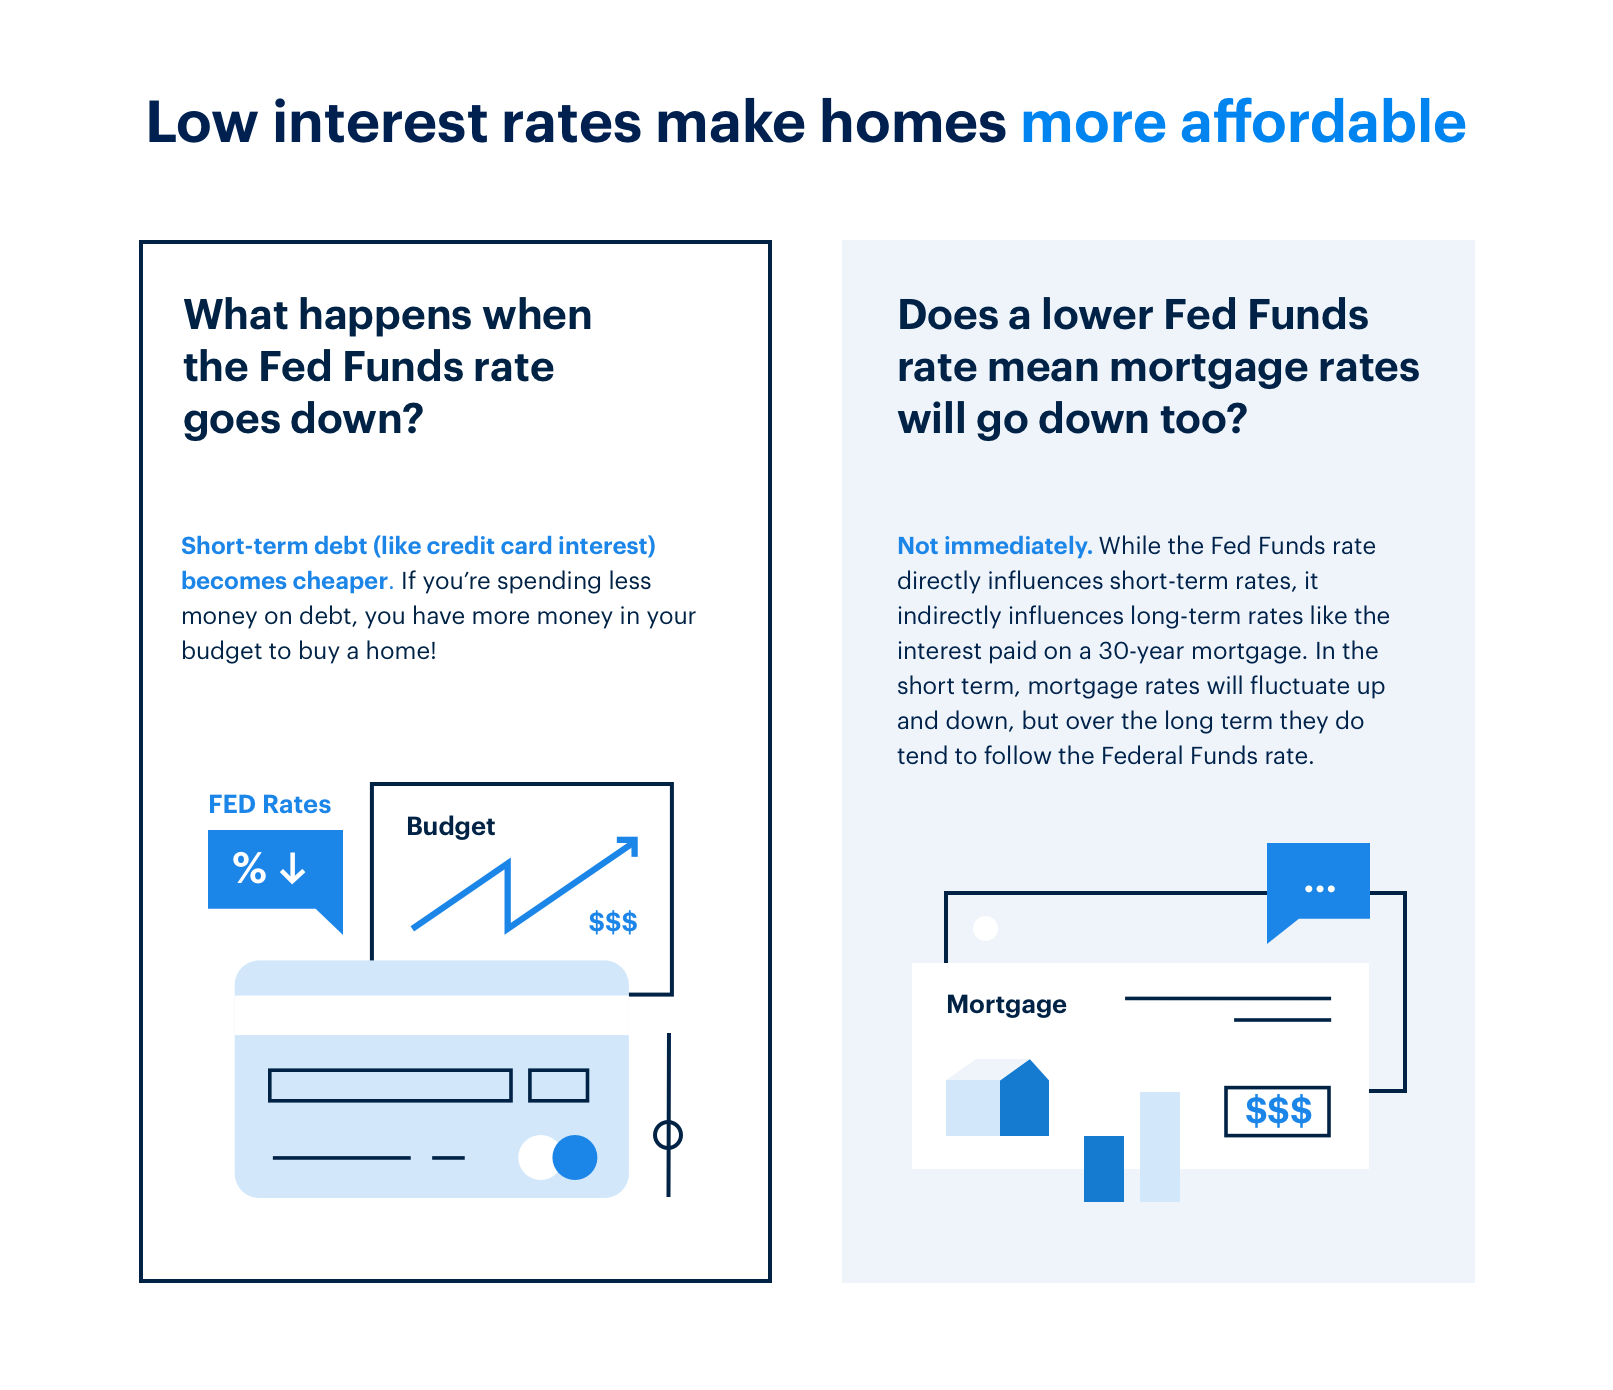 Low interest rates make homes more affordable
What happens when
the Fed Funds rate
goes down?
Short-term debt (like credit card interest)
becomes cheaper. If you’re spending less
money on debt, you have more money in your
budget to buy a home!
FED Rates
% ↓
Budget
$$$
Does a lower Fed Funds
rate mean mortgage rates
will go down too?
Not immediately. While the Fed Funds rate
directly influences short-term rates, it
indirectly influences long-term rates like the
interest paid on a 30-year mortgage. In the
short term, mortgage rates will fluctuate up
and down, but over the long term they do
tend to follow the Federal Funds rate.
...
Mortgage
$$$